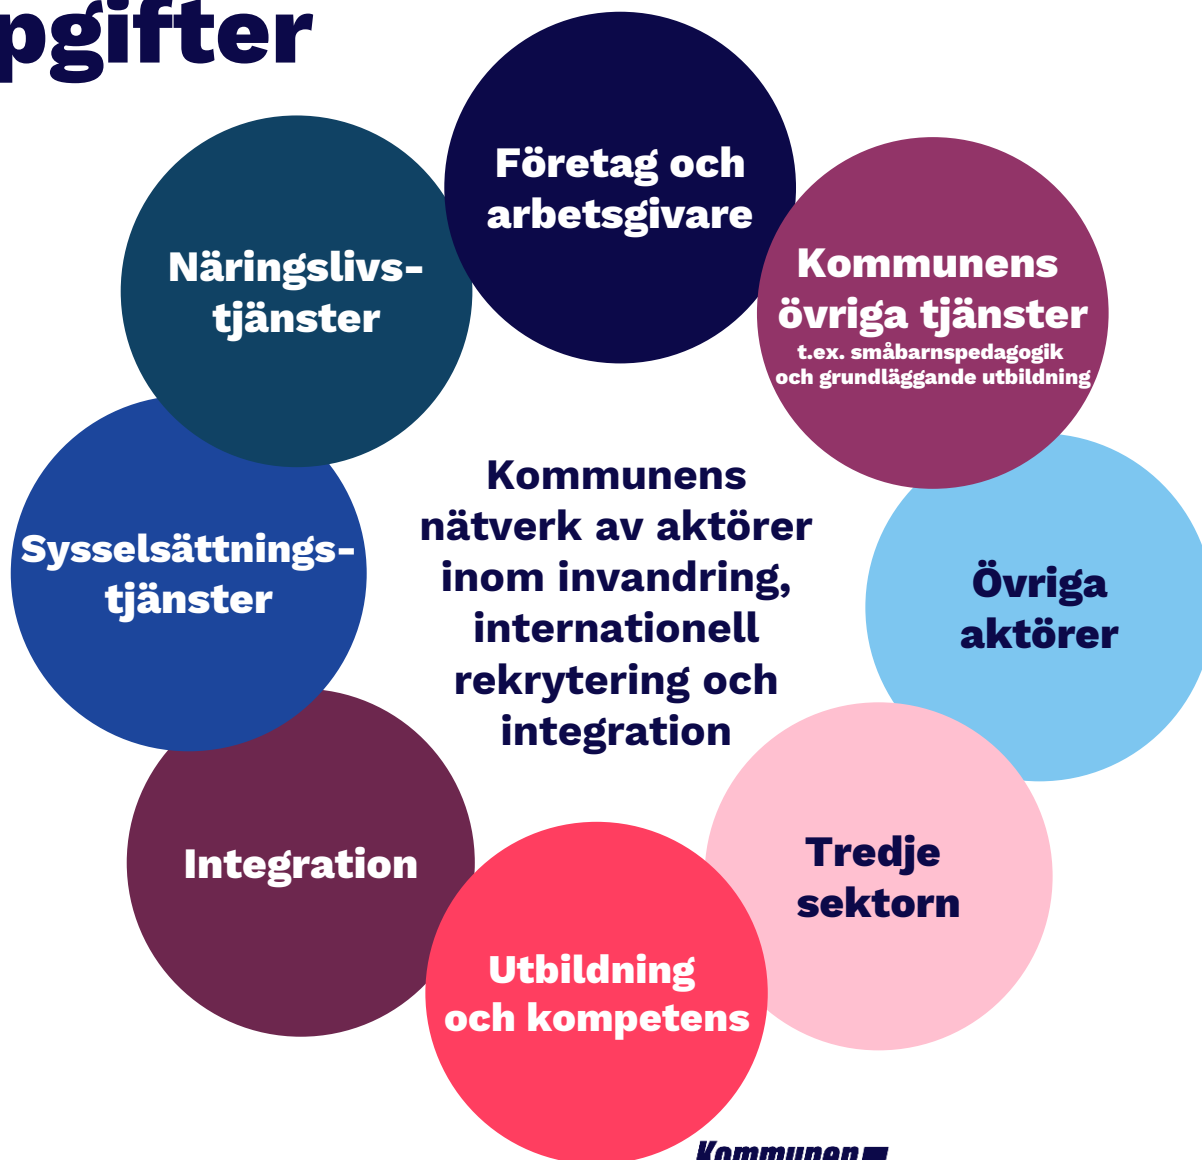 pgifter
Företag och
arbetsgivare
Kommunens
övriga tjänster
t.ex. småbarnspedagogik
och grundläggande utbildning
Övriga
aktörer
Tredje
sektorn
Utbildning
och kompetens
Integration
Sysselsättnings-
tjänster
Näringslivs-
tjänster
Kommunens
nätverk av aktörer
inom invandring,
internationell
rekrytering och
integration